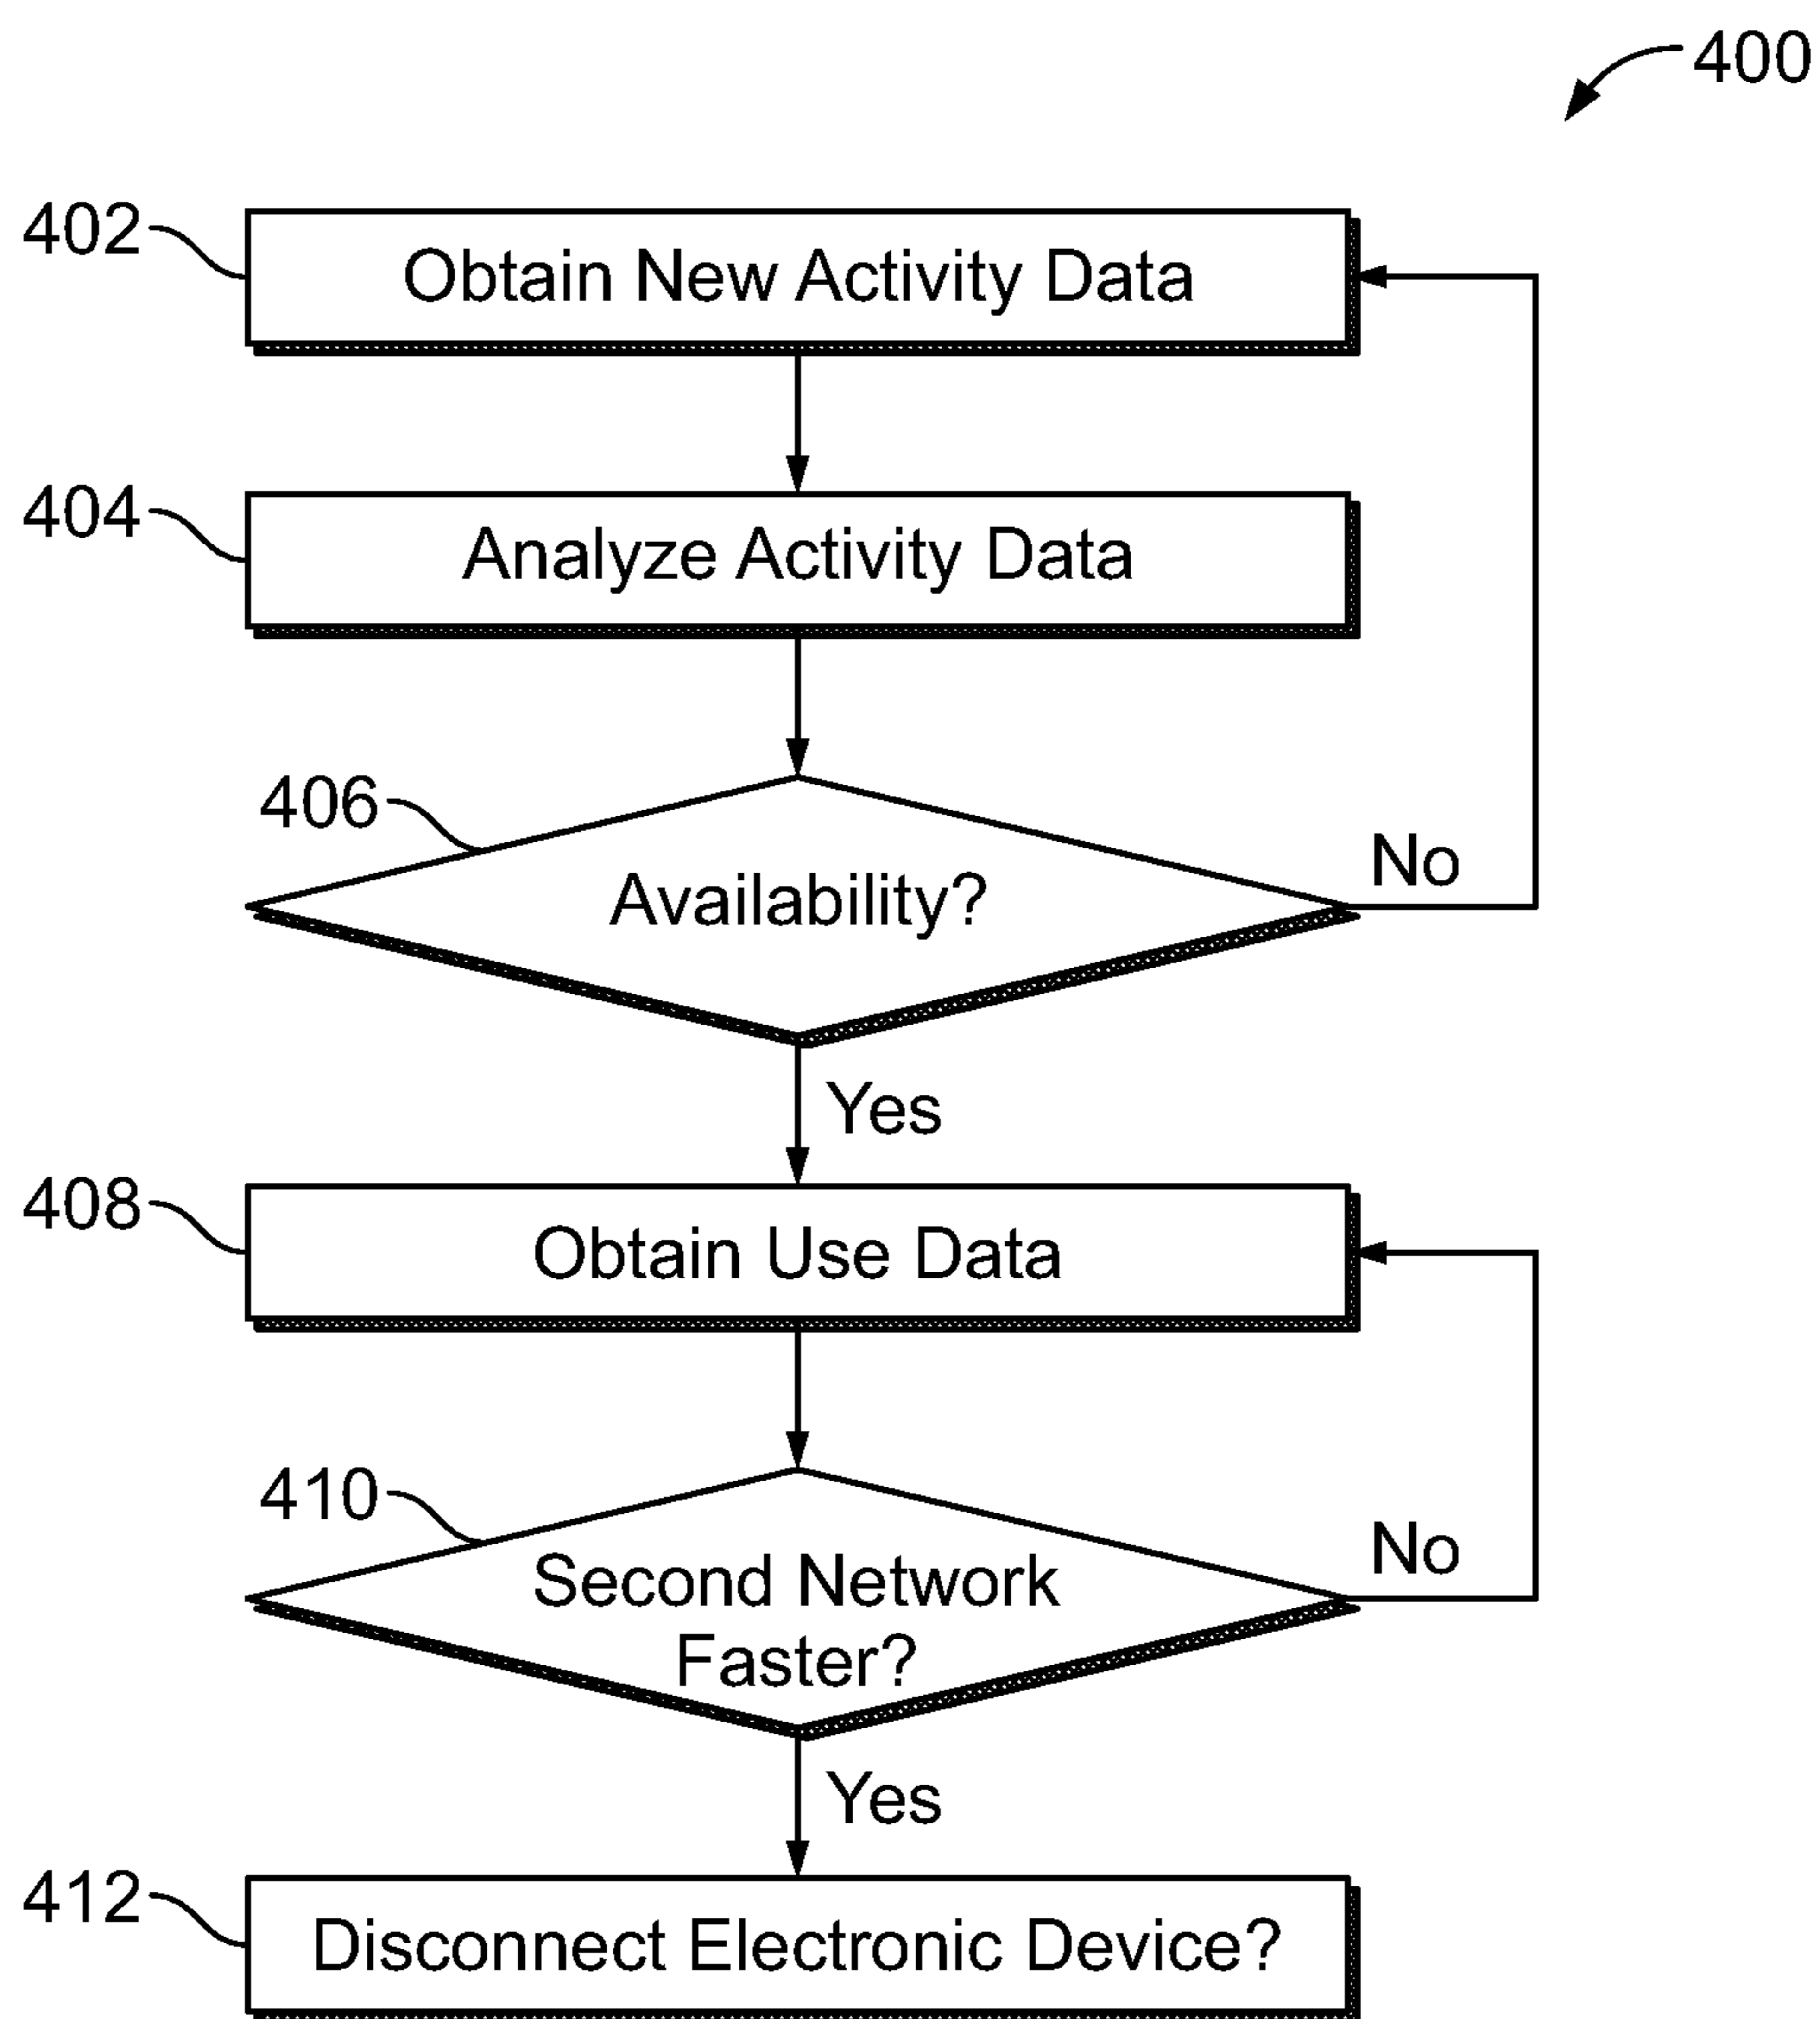 400
402
Obtain New Activity Data
404
Analyze Activity Data
406
Availability?
No
Yes
408
Obtain Use Data
410
Second Network
Faster?
No
Yes
412
Disconnect Electronic Device?